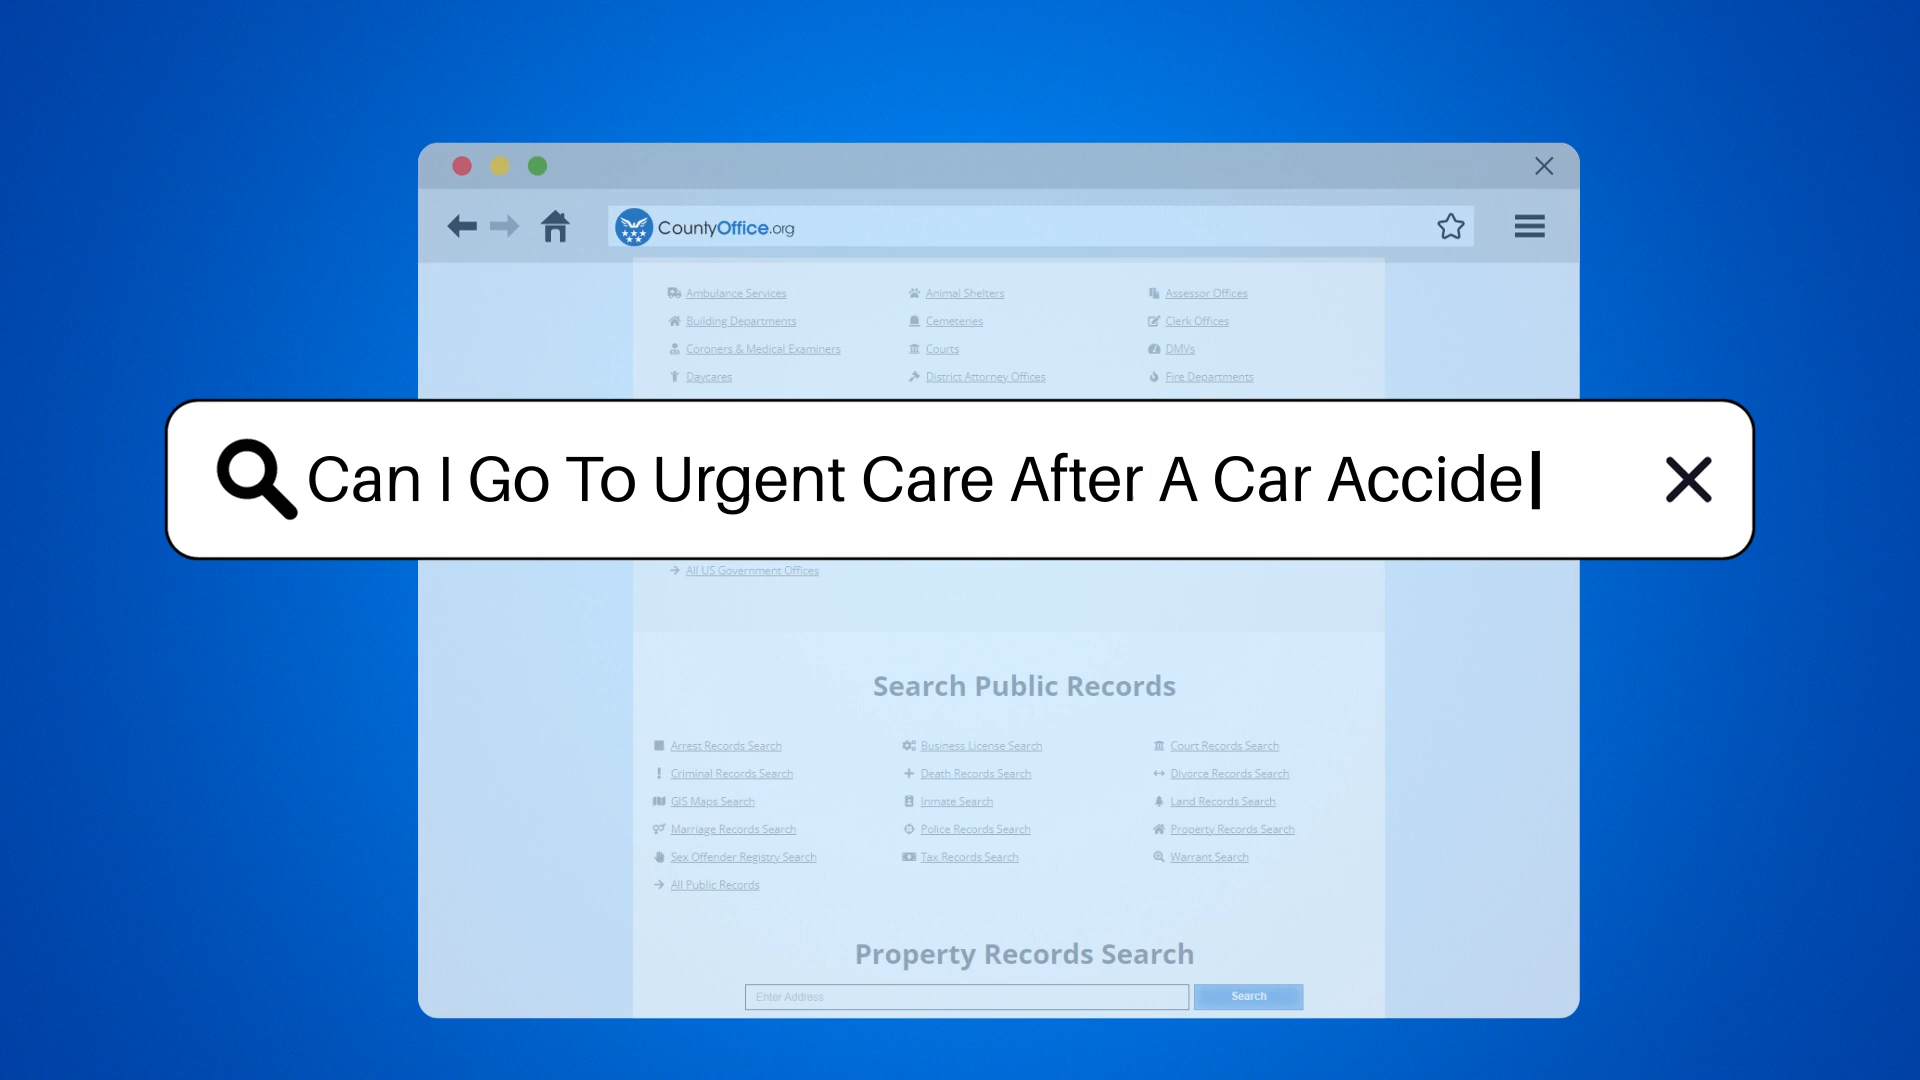 CountyOffice.org
Ambulance Services Animal Shelters Assessor Offices
Building Departments Cemeteries Clerk Offices
Coroners & Medical Examiners Courts DMVs
Daycares District Attorney Offices Fire Departments
Can I Go To Urgent Care After A Car Accide
All US Government Offices
Search Public Records
Arrest Records Search Business License Search Court Records Search
Criminal Records Search Death Records Search Divorce Records Search
GIS Maps Search Inmate Search Land Records Search
Marriage Records Search Police Records Search Property Records Search
Sex Offender Registry Search Tax Records Search Warrant Search
All Public Records
Property Records Search
Enter Address Search